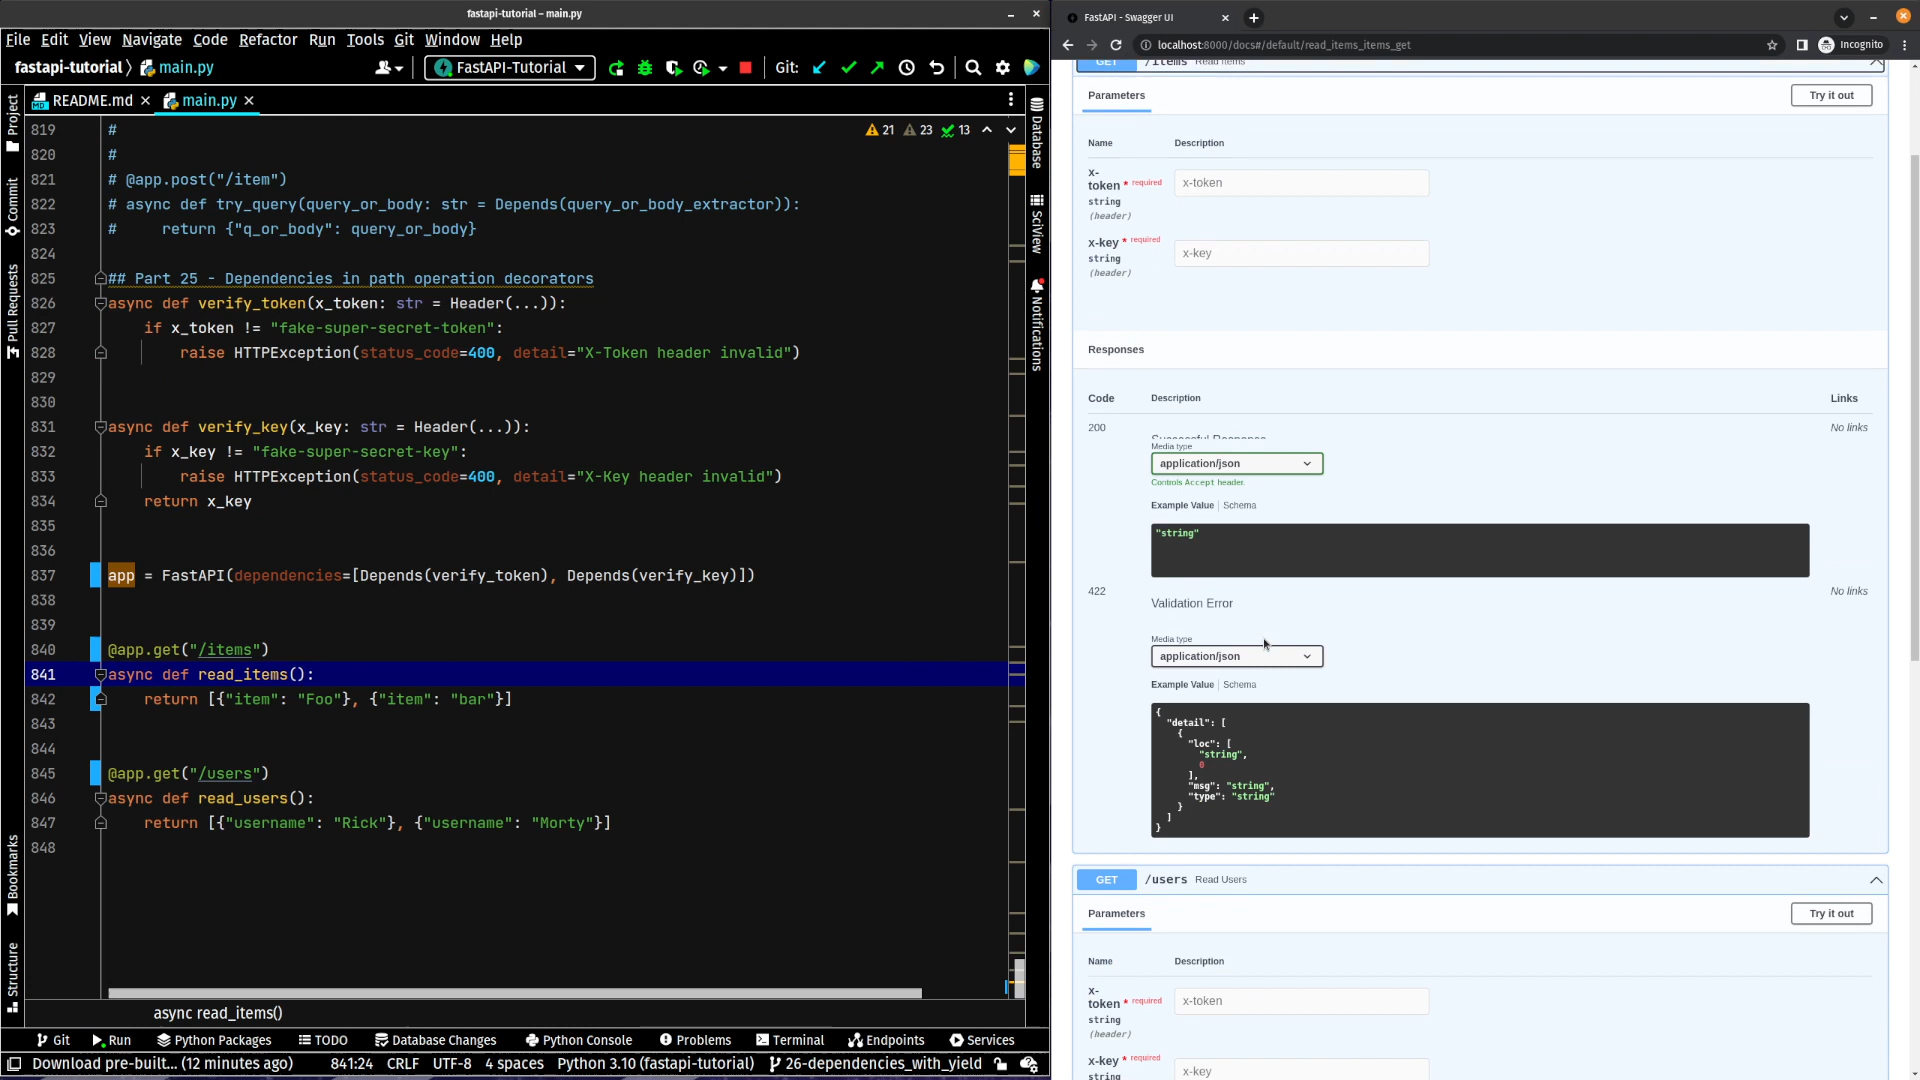 fastapi-tutorial – main.py
File Edit View Navigate Code Refactor Run Tools Git Window Help
fastapi-tutorial main.py
FastAPI-Tutorial
Git:
README.md
main.py
Project
Commit
Pull Requests
Bookmarks
Structure
21 23 13
819 #
820 #
821 # @app.post("/item")
822 # async def try_query(query_or_body: str = Depends(query_or_body_extractor)):
823 #     return {"q_or_body": query_or_body}
824
825 ## Part 25 - Dependencies in path operation decorators
826 async def verify_token(x_token: str = Header(...)):
827     if x_token != "fake-super-secret-token":
828         raise HTTPException(status_code=400, detail="X-Token header invalid")
829
830
831 async def verify_key(x_key: str = Header(...)):
832     if x_key != "fake-super-secret-key":
833         raise HTTPException(status_code=400, detail="X-Key header invalid")
834     return x_key
835
836
837 app = FastAPI(dependencies=[Depends(verify_token), Depends(verify_key)])
838
839
840 @app.get("/items")
841 async def read_items():
842     return [{"item": "Foo"}, {"item": "bar"}]
843
844
845 @app.get("/users")
846 async def read_users():
847     return [{"username": "Rick"}, {"username": "Morty"}]
848
Database
SciView
Notifications
async read_items()
Git Run Python Packages TODO Database Changes Python Console Problems Terminal Endpoints Services
Download pre-built... (12 minutes ago) 841:24 CRLF UTF-8 4 spaces Python 3.10 (fastapi-tutorial) 26-dependencies_with_yield
FastAPI - Swagger UI
localhost:8000/docs#/default/read_items_items_get
Incognito
GET /items Read Items
Parameters
Try it out
Name Description
x-
token * required
string
(header)
x-token
x-key * required
string
(header)
x-key
Responses
Code Description Links
200 Successful Response No links
Media type
application/json
Controls Accept header.
Example Value Schema
"string"
422 No links
Validation Error
Media type
application/json
Example Value Schema
{
  "detail": [
    {
      "loc": [
        "string",
        0
      ],
      "msg": "string",
      "type": "string"
    }
  ]
}
GET /users Read Users
Parameters
Try it out
Name Description
x-
token * required
string
(header)
x-token
x-key * required
string
x-key